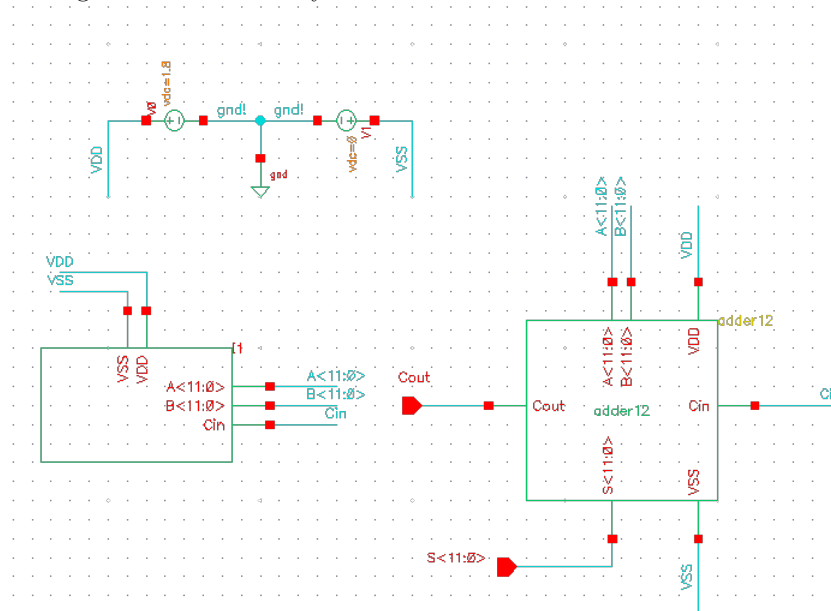 V0
vdc=1.8
gnd!
gnd!
V1
vdc=0
VDD
VSS
gnd
VDD
VSS
A<11:0>
B<11:0>
VDD
adder12
VSS
VDD
A<11:0>
B<11:0>
Cin
A<11:0>
B<11:0>
Cin
Cout
A<11:0>
B<11:0>
VDD
Cout
adder12
Cin
S<11:0>
VSS
S<11:0>
VSS